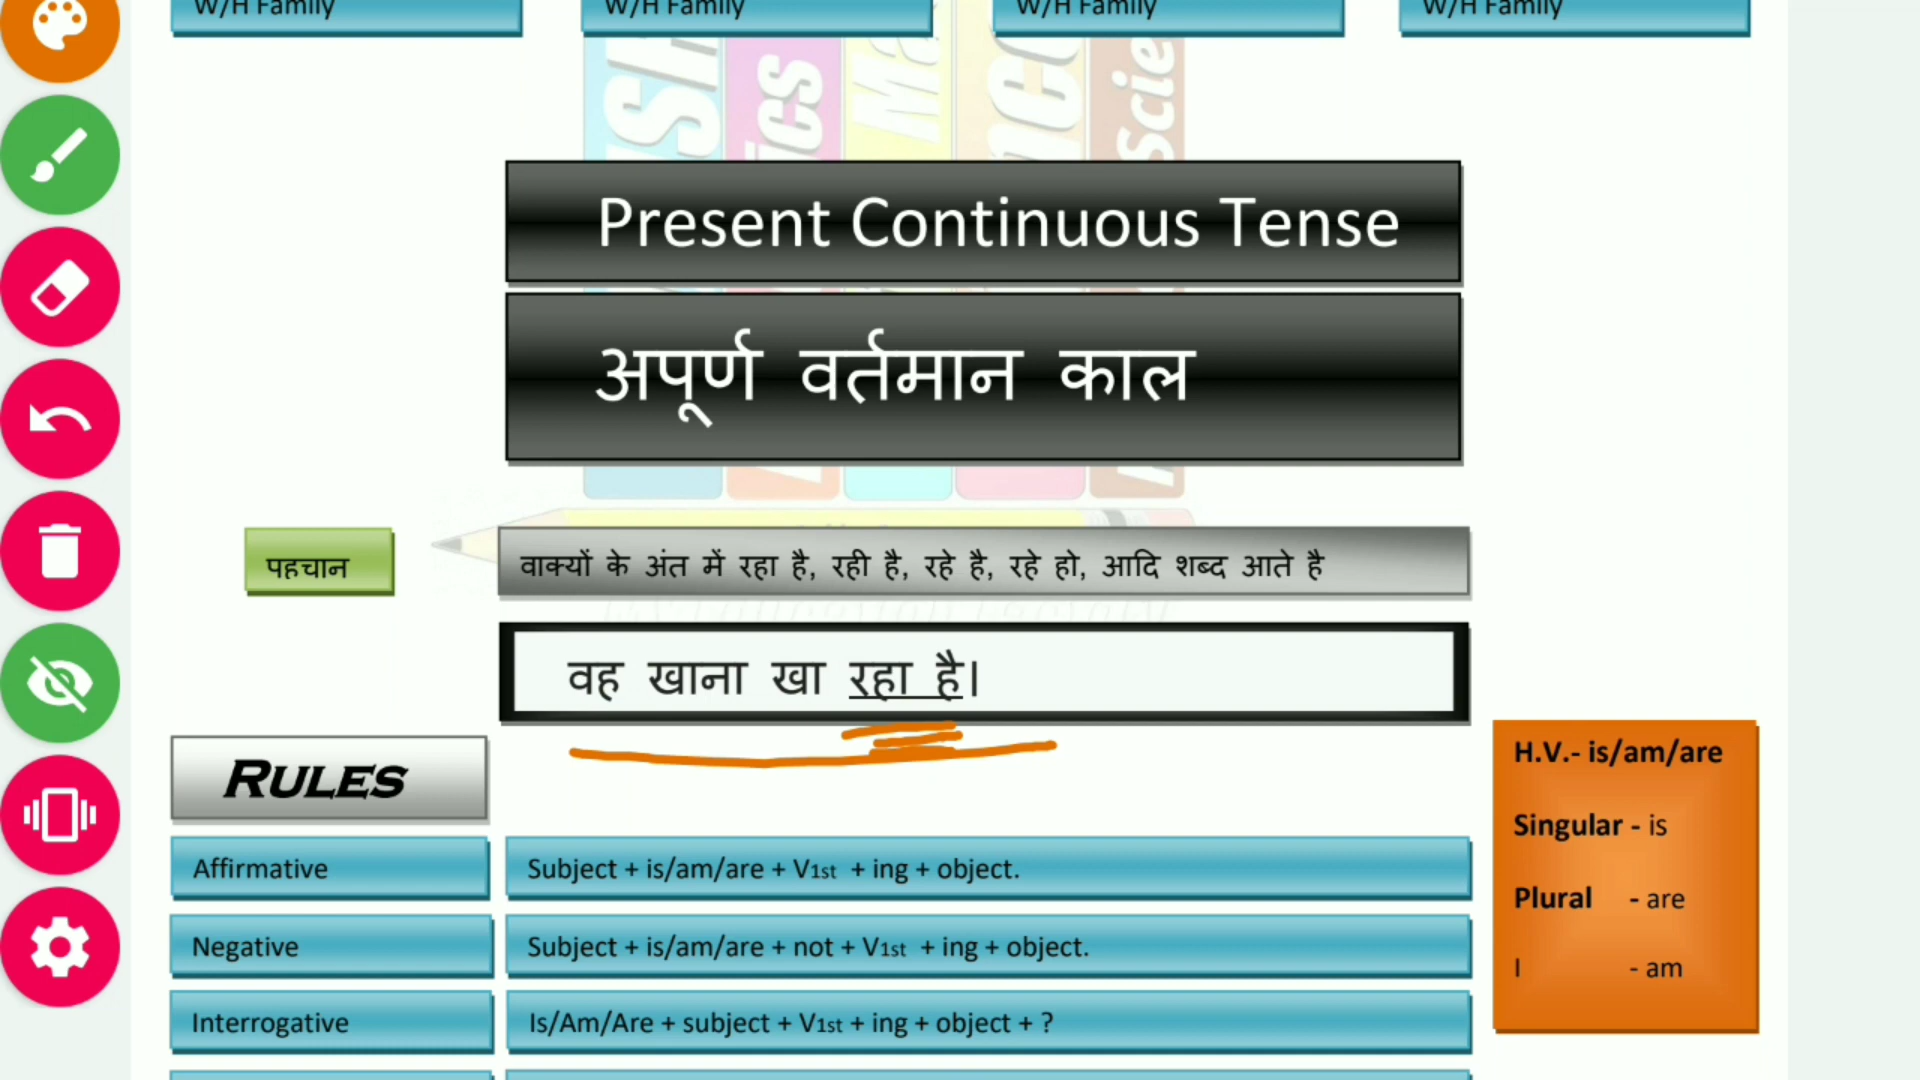 W/H Family W/H Family W/H Family W/H Family
Present Continuous Tense
अपूर्ण वर्तमान काल
पहचान
वाक्यों के अंत में रहा है, रही है, रहे है, रहे हो, आदि शब्द आते है
वह खाना खा रहा है।
RULES
Affirmative
Subject + is/am/are + V1st + ing + object.
Negative
Subject + is/am/are + not + V1st + ing + object.
Interrogative
Is/Am/Are + subject + V1st + ing + object + ?
H.V.- is/am/are
Singular - is
Plural - are
I - am